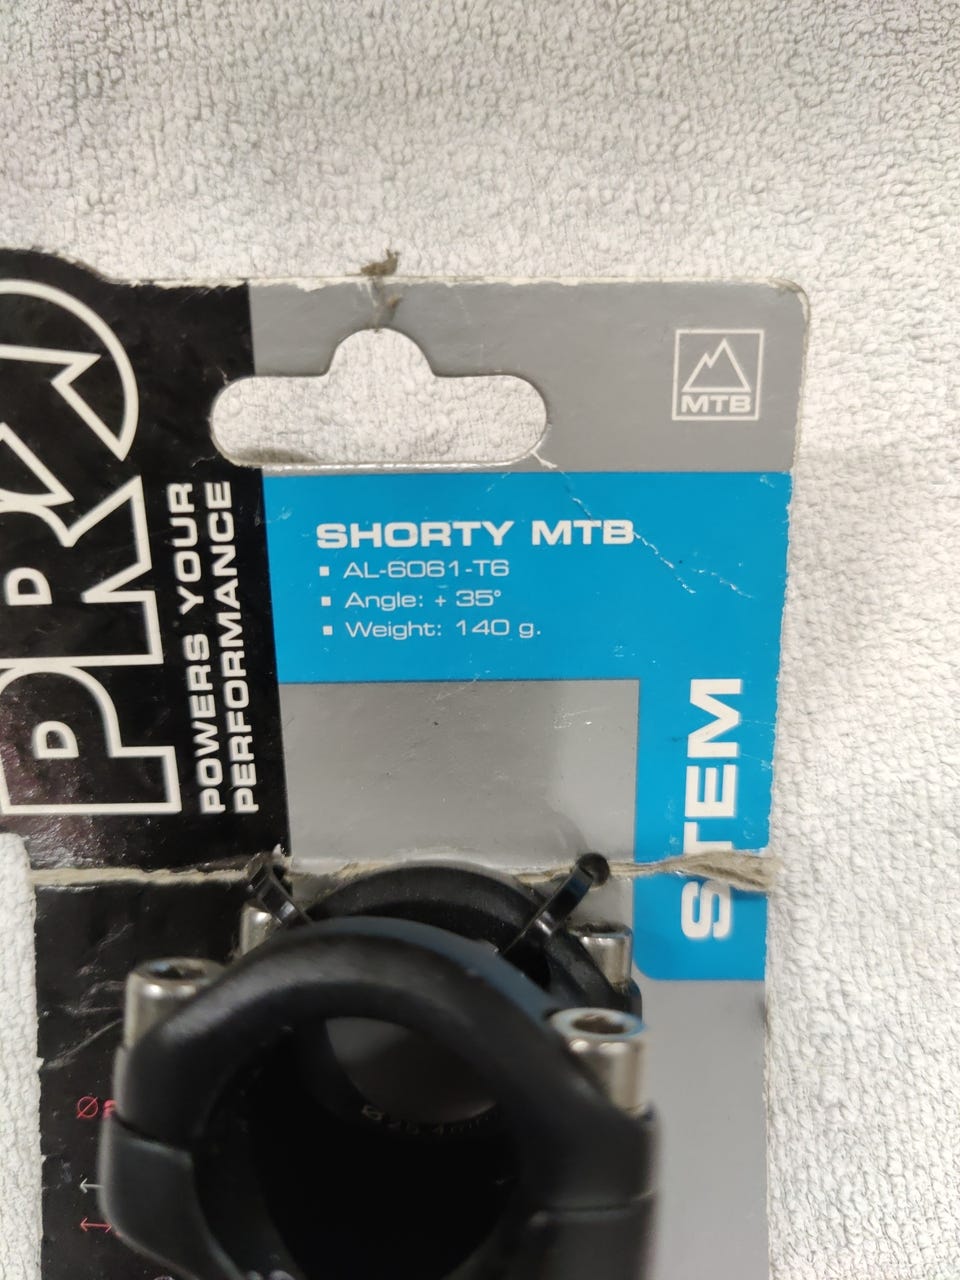 MTB
PRO
POWERS YOUR
PERFORMANCE
SHORTY MTB
▪ AL-6061-T6
▪ Angle: + 35°
▪ Weight: 140 g.
STEM
Ø